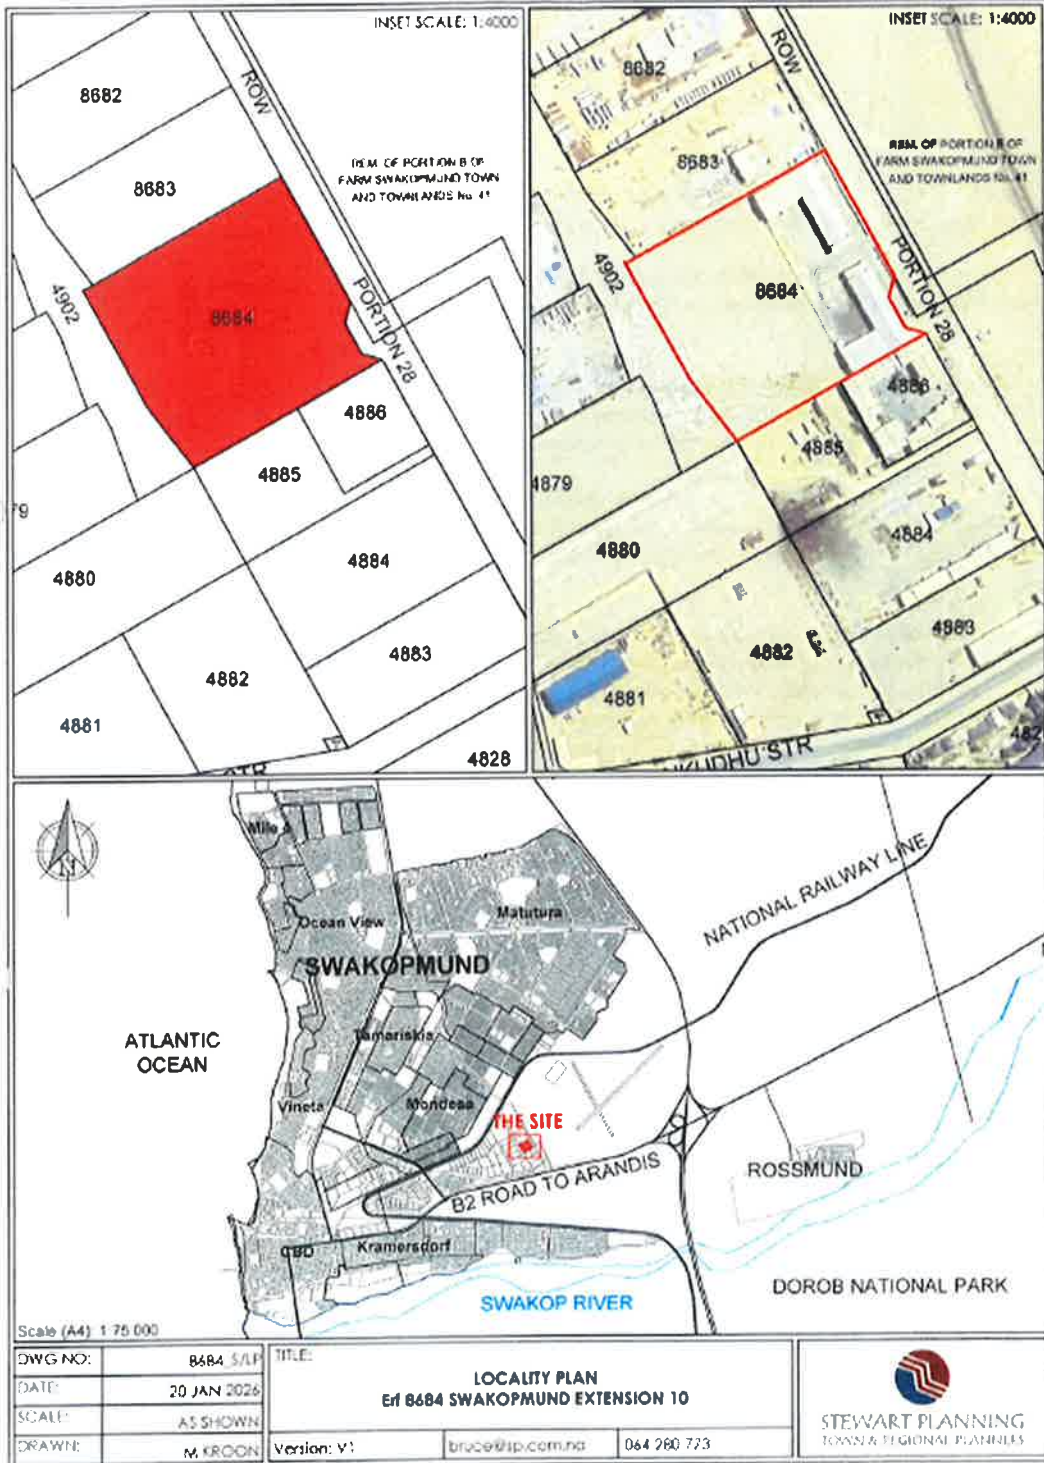 INSET SCALE: 1:4000
8682
ROW
8683
REM. OF PORTION B OF
FARM SWAKOPMUND TOWN
AND TOWNLANDS No. 41
4902
8684
PORTION 28
4886
4885
79
4880
4884
4883
4882
4881
4828
STR
INSET SCALE: 1:4000
8682
ROW
8683
REM. OF PORTION B OF
FARM SWAKOPMUND TOWN
AND TOWNLANDS No. 41
4902
8684
PORTION 28
4886
4885
4879
4880
4884
4883
4882
4881
482
KUDHU STR
N
Mile 4
Ocean View
Matutura
NATIONAL RAILWAY LINE
SWAKOPMUND
ATLANTIC
OCEAN
Tamariskia
Vineta
Mondesa
THE SITE
B2 ROAD TO ARANDIS
ROSSMUND
CBD
Kramersdorf
SWAKOP RIVER
DOROB NATIONAL PARK
Scale (A4) 1:75 000
DWG NO: 8684_S/LP
DATE: 20 JAN 2026
SCALE: AS SHOWN
DRAWN: M. KROON
TITLE:
LOCALITY PLAN
Erf 8684 SWAKOPMUND EXTENSION 10
Version: V1
bruce@sp.com.na
064 280 773
STEWART PLANNING
TOWN & REGIONAL PLANNERS